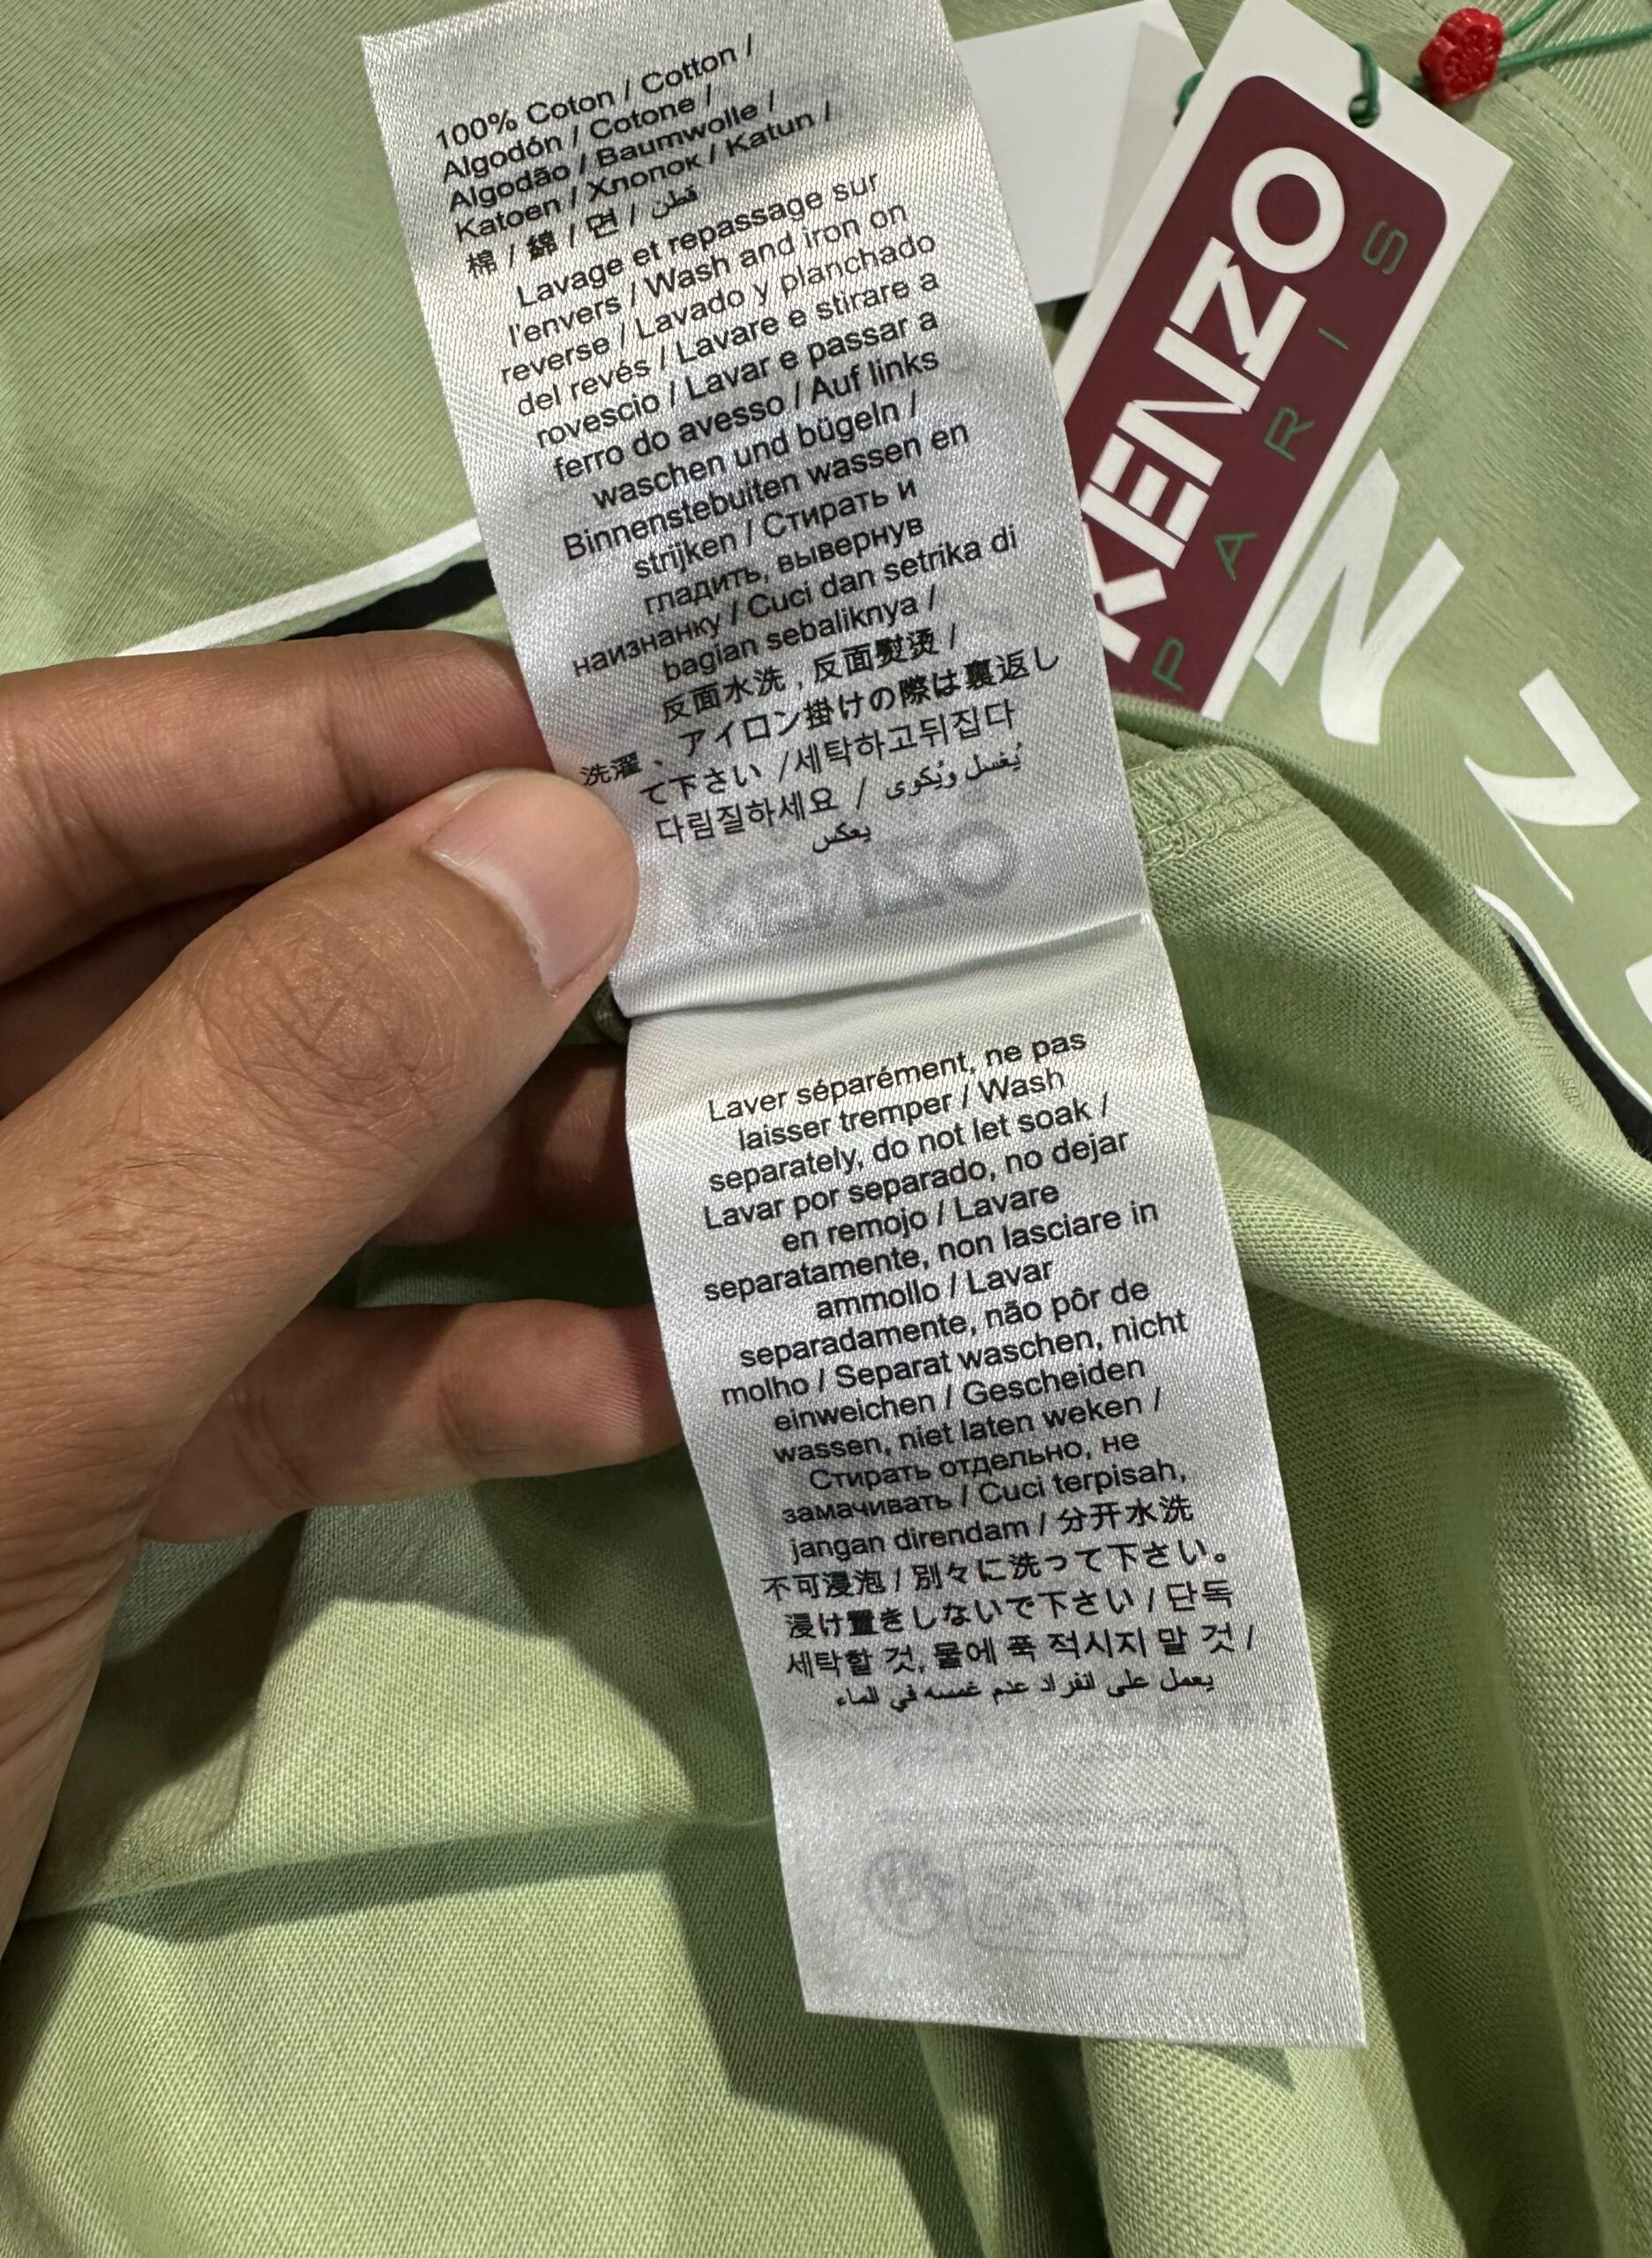 100% Coton / Cotton /
Algodón / Cotone /
Algodão / Baumwolle /
Katoen / Хлопок / Katun /
棉 / 綿 / 면 / قطن
Lavage et repassage sur
l'envers / Wash and iron on
reverse / Lavado y planchado
del revés / Lavare e stirare a
rovescio / Lavar e passar a
ferro do avesso / Auf links
waschen und bügeln /
Binnenstebuiten wassen en
strijken / Стирать и
гладить, вывернув
наизнанку / Cuci dan setrika di
bagian sebaliknya /
反面水洗 , 反面熨烫 /
洗濯 、アイロン掛けの際は裏返し
て下さい /세탁하고뒤집다
다림질하세요 / يُغسل ويُكوى
بعكس
KENZO
Laver séparément, ne pas
laisser tremper / Wash
separately, do not let soak /
Lavar por separado, no dejar
en remojo / Lavare
separatamente, non lasciare in
ammollo / Lavar
separadamente, não pôr de
molho / Separat waschen, nicht
einweichen / Gescheiden
wassen, niet laten weken /
Стирать отдельно, не
замачивать / Cuci terpisah,
jangan direndam / 分开水洗
不可浸泡 / 別々に洗って下さい。
浸け置きしないで下さい / 단독
세탁할 것, 물에 푹 적시지 말 것 /
يعمل على انفراد عدم غمسه في الماء
KENZO
PARIS